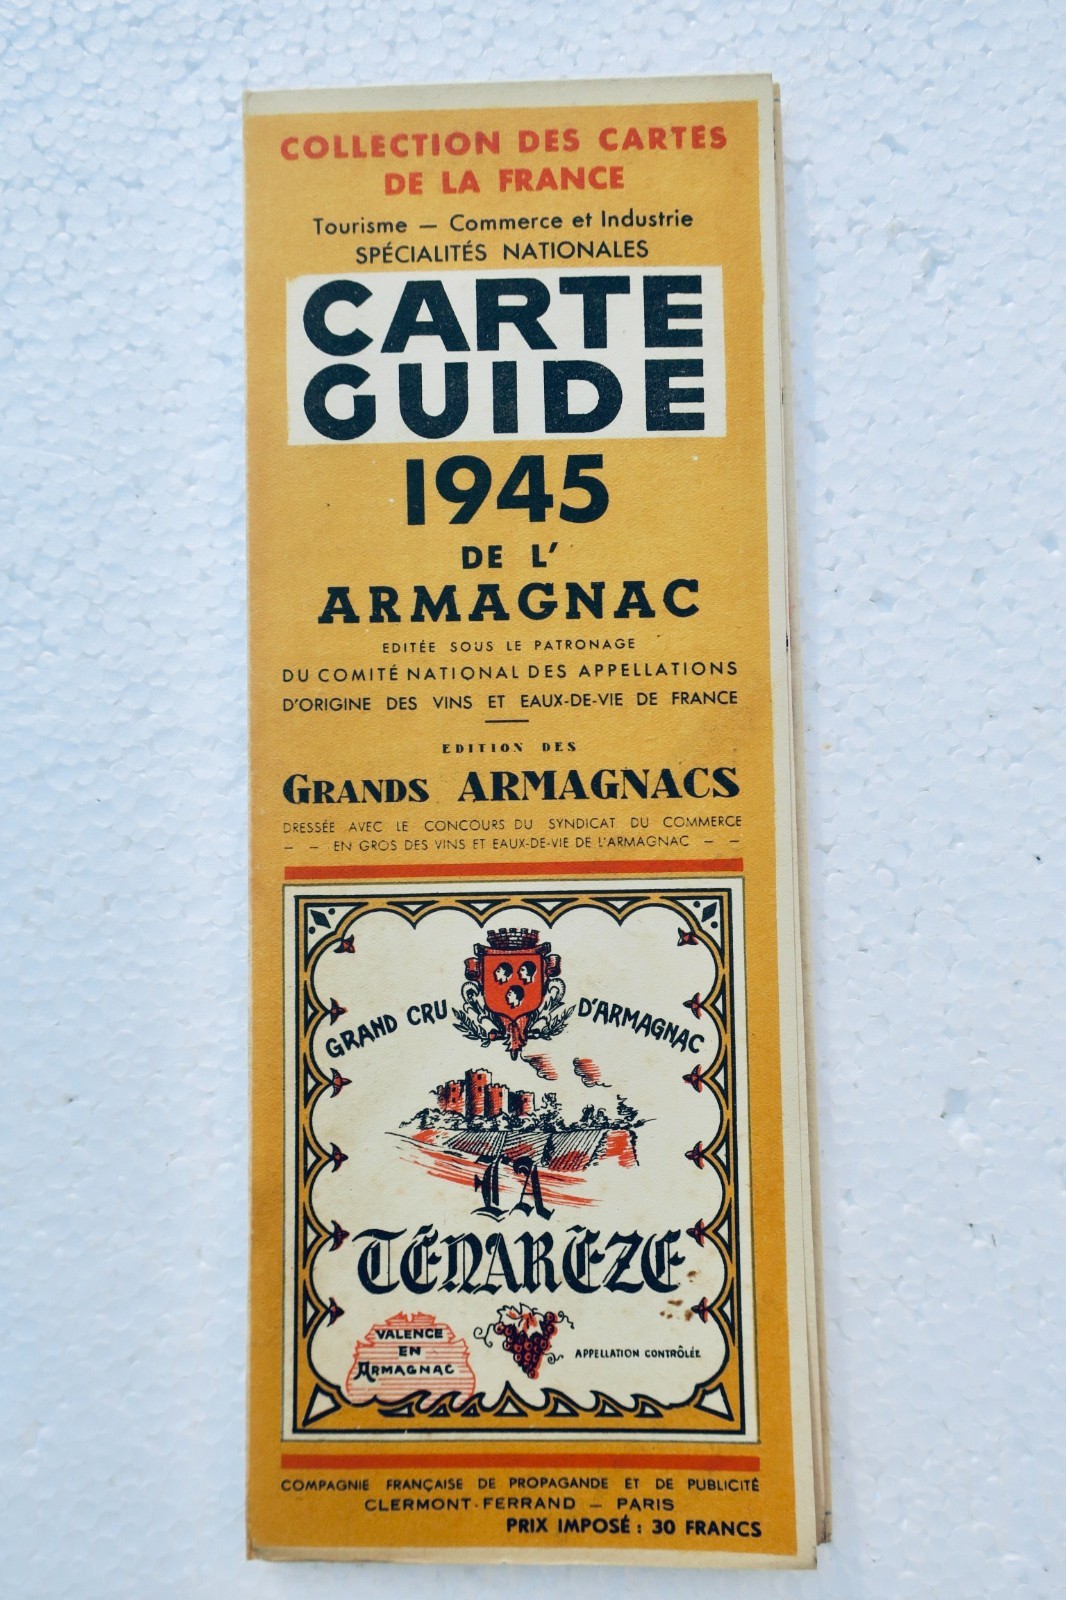 COLLECTION DES CARTES
DE LA FRANCE
Tourisme — Commerce et Industrie
SPÉCIALITÉS NATIONALES
CARTE
GUIDE
1945
DE L'
ARMAGNAC
EDITÉE SOUS LE PATRONAGE
DU COMITÉ NATIONAL DES APPELLATIONS
D'ORIGINE DES VINS ET EAUX-DE-VIE DE FRANCE
EDITION DES
GRANDS ARMAGNACS
DRESSÉE AVEC LE CONCOURS DU SYNDICAT DU COMMERCE
- - EN GROS DES VINS ET EAUX-DE-VIE DE L'ARMAGNAC - -
GRAND CRU D'ARMAGNAC
LA
TÉNARÈZE
VALENCE
EN
ARMAGNAC
APPELLATION CONTRÔLÉE
COMPAGNIE FRANÇAISE DE PROPAGANDE ET DE PUBLICITÉ
CLERMONT-FERRAND — PARIS
PRIX IMPOSÉ : 30 FRANCS